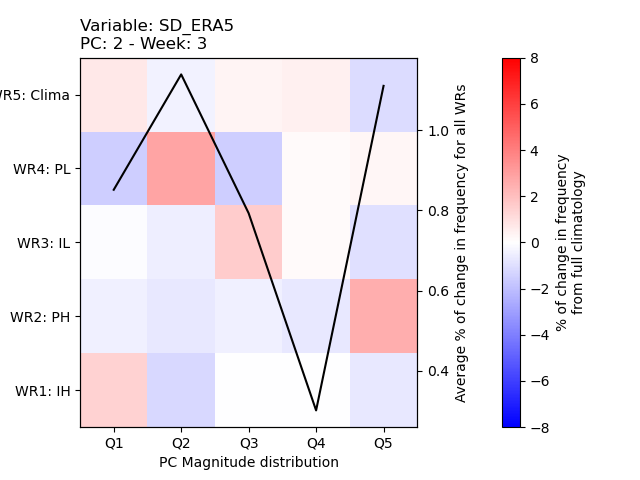 Variable: SD_ERA5
PC: 2 - Week: 3
WR5: Clima
WR4: PL
WR3: IL
WR2: PH
WR1: IH
Q1 Q2 Q3 Q4 Q5
PC Magnitude distribution
1.0
0.8
0.6
0.4
Average % of change in frequency for all WRs
8
6
4
2
0
−2
−4
−6
−8
% of change in frequency
from full climatology